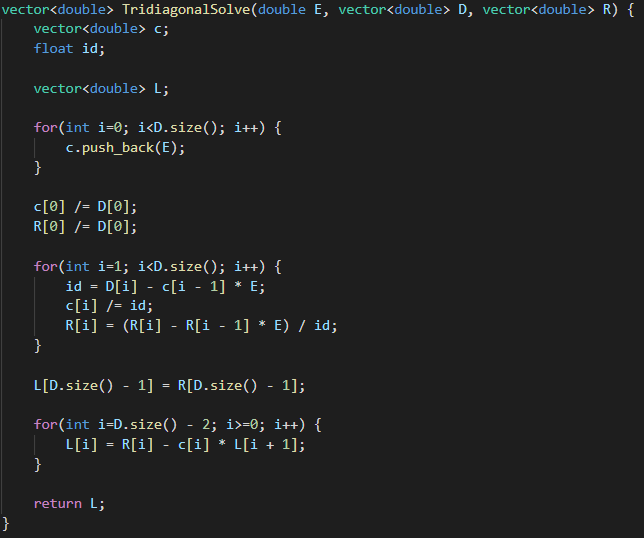 vector<double> TridiagonalSolve(double E, vector<double> D, vector<double> R) {
    vector<double> c;
    float id;

    vector<double> L;

    for(int i=0; i<D.size(); i++) {
        c.push_back(E);
    }

    c[0] /= D[0];
    R[0] /= D[0];

    for(int i=1; i<D.size(); i++) {
        id = D[i] - c[i - 1] * E;
        c[i] /= id;
        R[i] = (R[i] - R[i - 1] * E) / id;
    }

    L[D.size() - 1] = R[D.size() - 1];

    for(int i=D.size() - 2; i>=0; i++) {
        L[i] = R[i] - c[i] * L[i + 1];
    }

    return L;
}